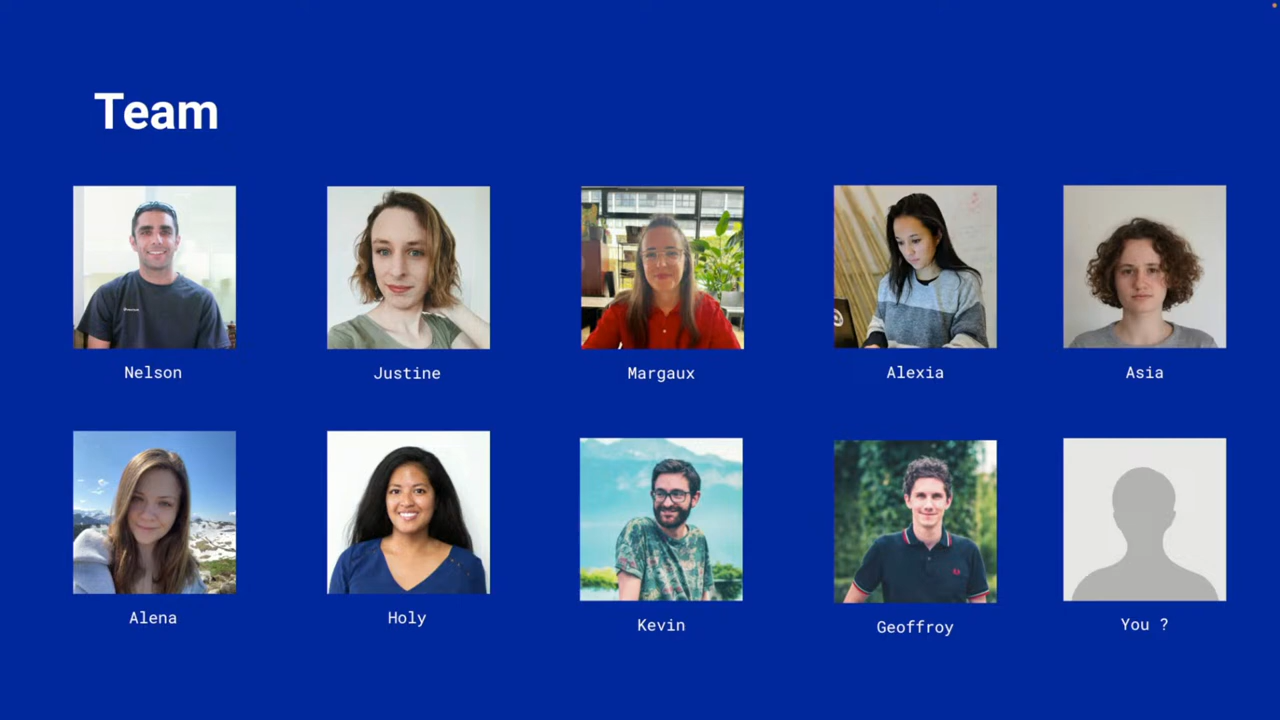 Team
Nelson
Justine
Margaux
Alexia
Asia
Alena
Holy
Kevin
Geoffroy
You ?